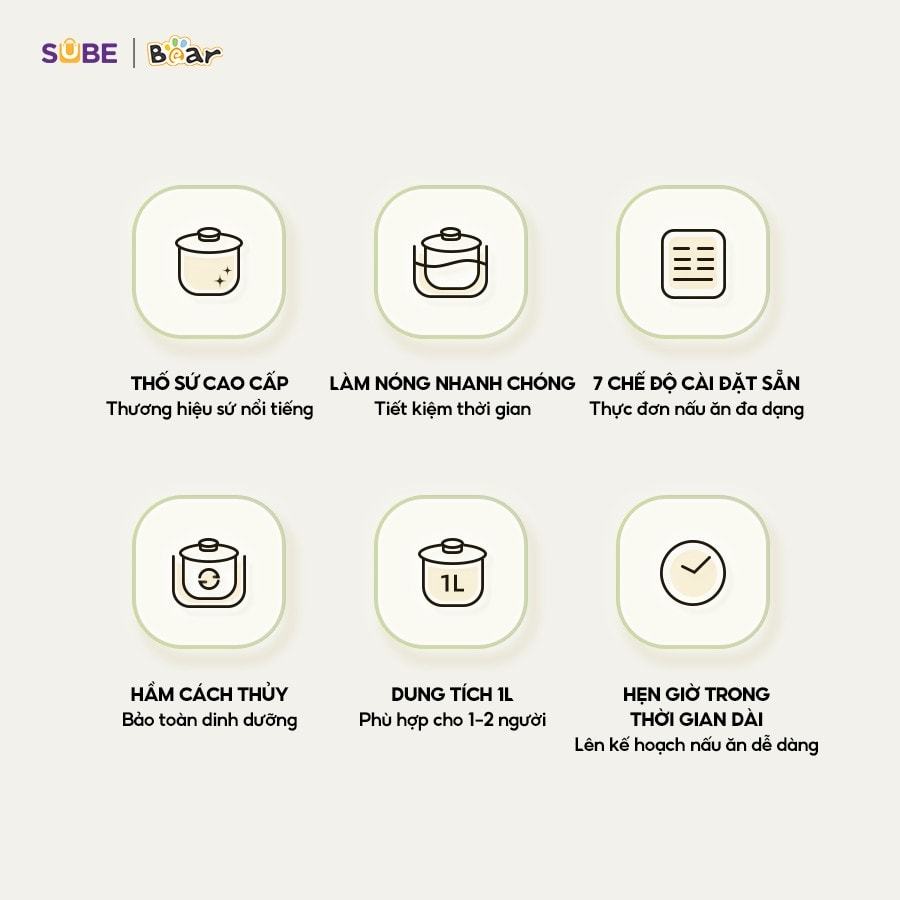 SUBE | Bear
THỐ SỨ CAO CẤP
Thương hiệu sứ nổi tiếng
LÀM NÓNG NHANH CHÓNG
Tiết kiệm thời gian
7 CHẾ ĐỘ CÀI ĐẶT SẴN
Thực đơn nấu ăn đa dạng
HẦM CÁCH THỦY
Bảo toàn dinh dưỡng
1L
DUNG TÍCH 1L
Phù hợp cho 1-2 người
HẸN GIỜ TRONG
THỜI GIAN DÀI
Lên kế hoạch nấu ăn dễ dàng